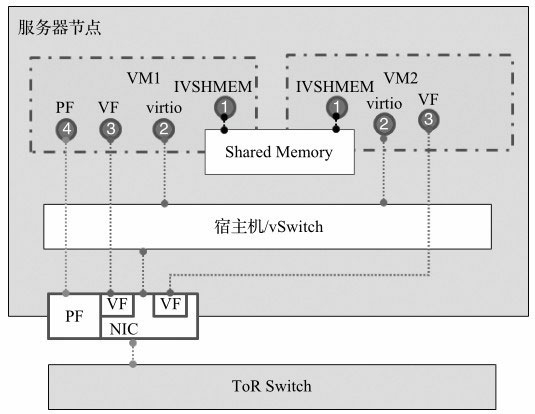 服务器节点
VM1
VM2
IVSHMEM
IVSHMEM
PF
VF
virtio
virtio
VF
1
1
4
3
2
2
3
Shared Memory
宿主机/vSwitch
PF
VF
VF
NIC
ToR Switch